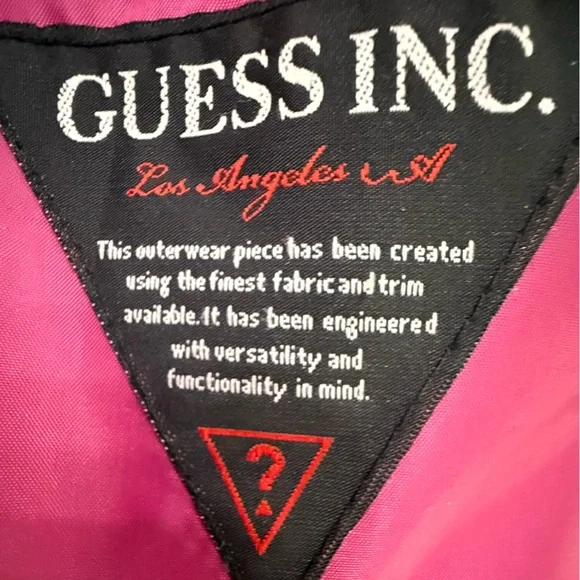 GUESS INC.
Los Angeles CA
This outerwear piece has been created
using the finest fabric and trim
available. It has been engineered
with versatility and
functionality in mind.
?